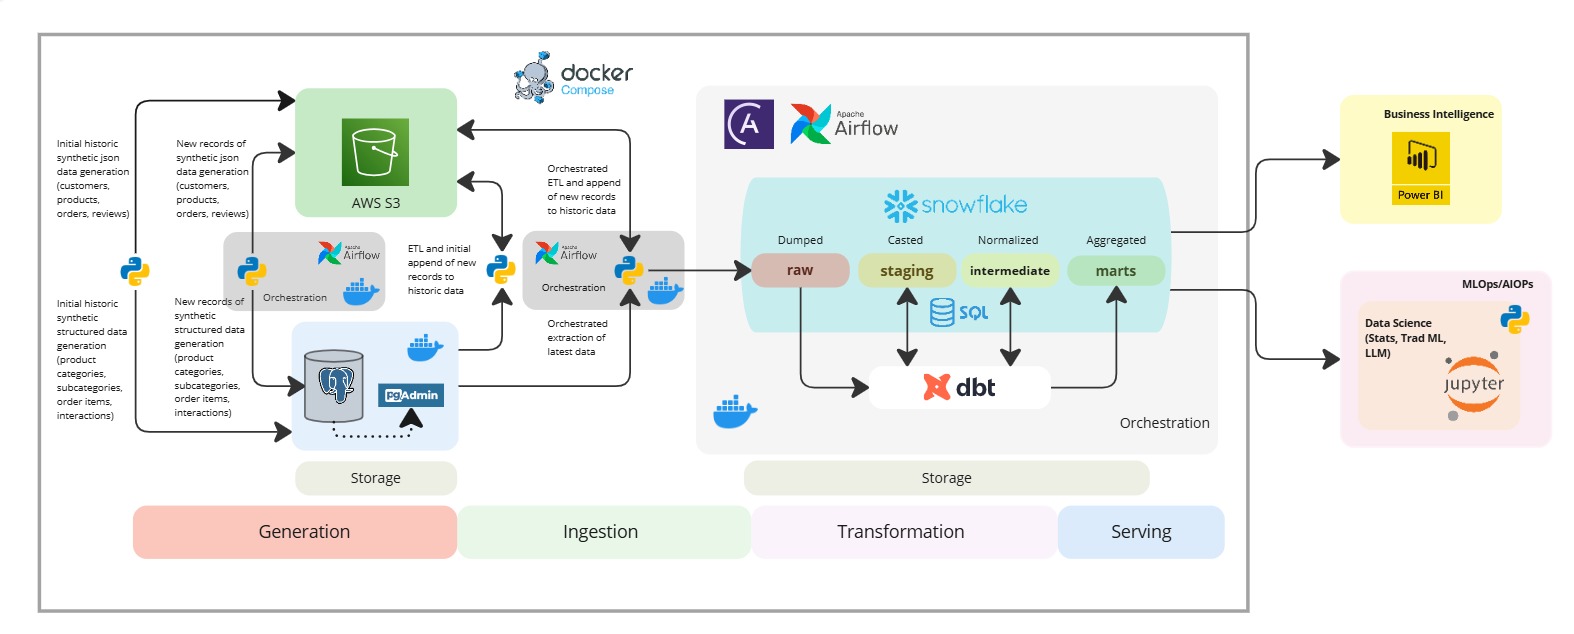 docker
Compose
Initial historic
synthetic json
data generation
(customers,
products,
orders, reviews)
New records of
synthetic json
data generation
(customers,
products,
orders, reviews)
AWS S3
Orchestrated
ETL and append
of new records
to historic data
Apache
Airflow
Orchestration
ETL and initial
append of new
records to
historic data
Apache
Airflow
Orchestration
Initial historic
synthetic
structured data
generation
(product
categories,
subcategories,
order items,
interactions)
New records of
synthetic
structured data
generation
(product
categories,
subcategories,
order items,
interactions)
Orchestrated
extraction of
latest data
pgAdmin
A
Apache
Airflow
snowflake
Dumped
Casted
Normalized
Aggregated
raw
staging
intermediate
marts
SQL
dbt
Orchestration
Business Intelligence
Power BI
MLOps/AIOPs
Data Science
(Stats, Trad ML,
LLM)
jupyter
Storage
Storage
Generation
Ingestion
Transformation
Serving